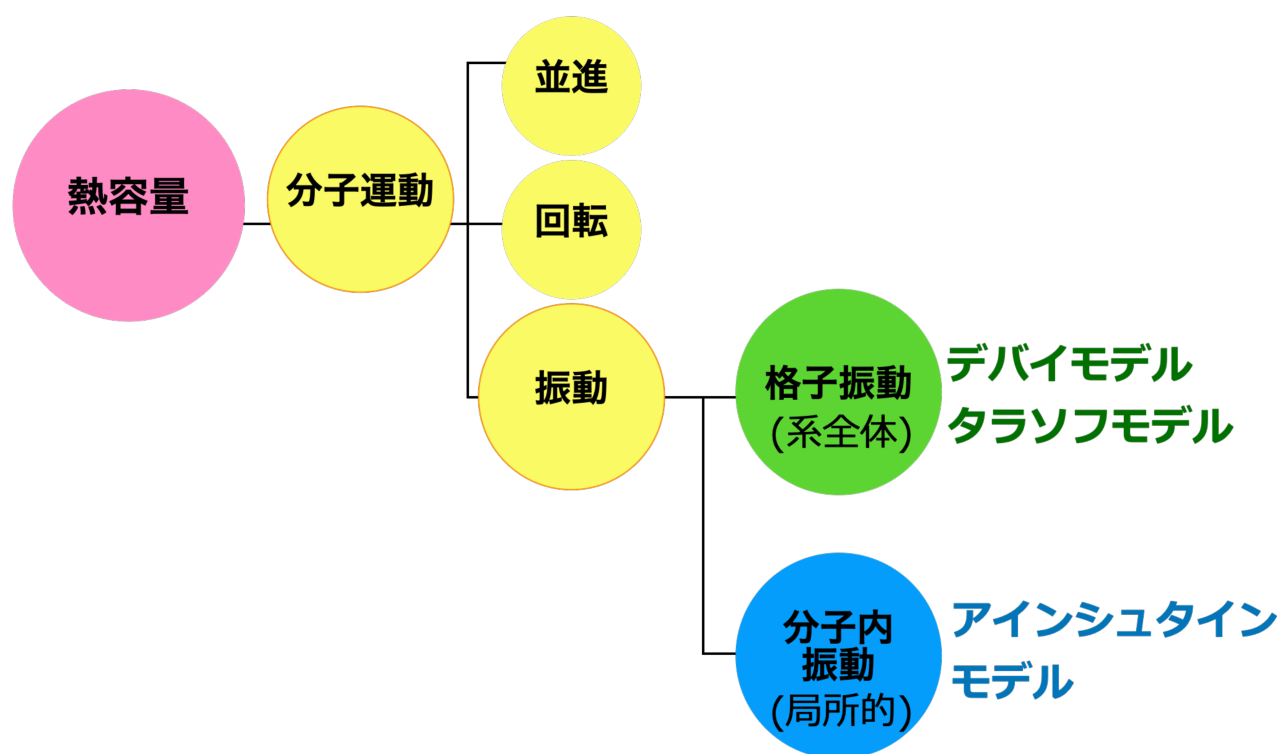 熱容量
分子運動
並進
回転
振動
格子振動
(系全体)
デバイモデル
タラソフモデル
分子内
振動
(局所的)
アインシュタイン
モデル